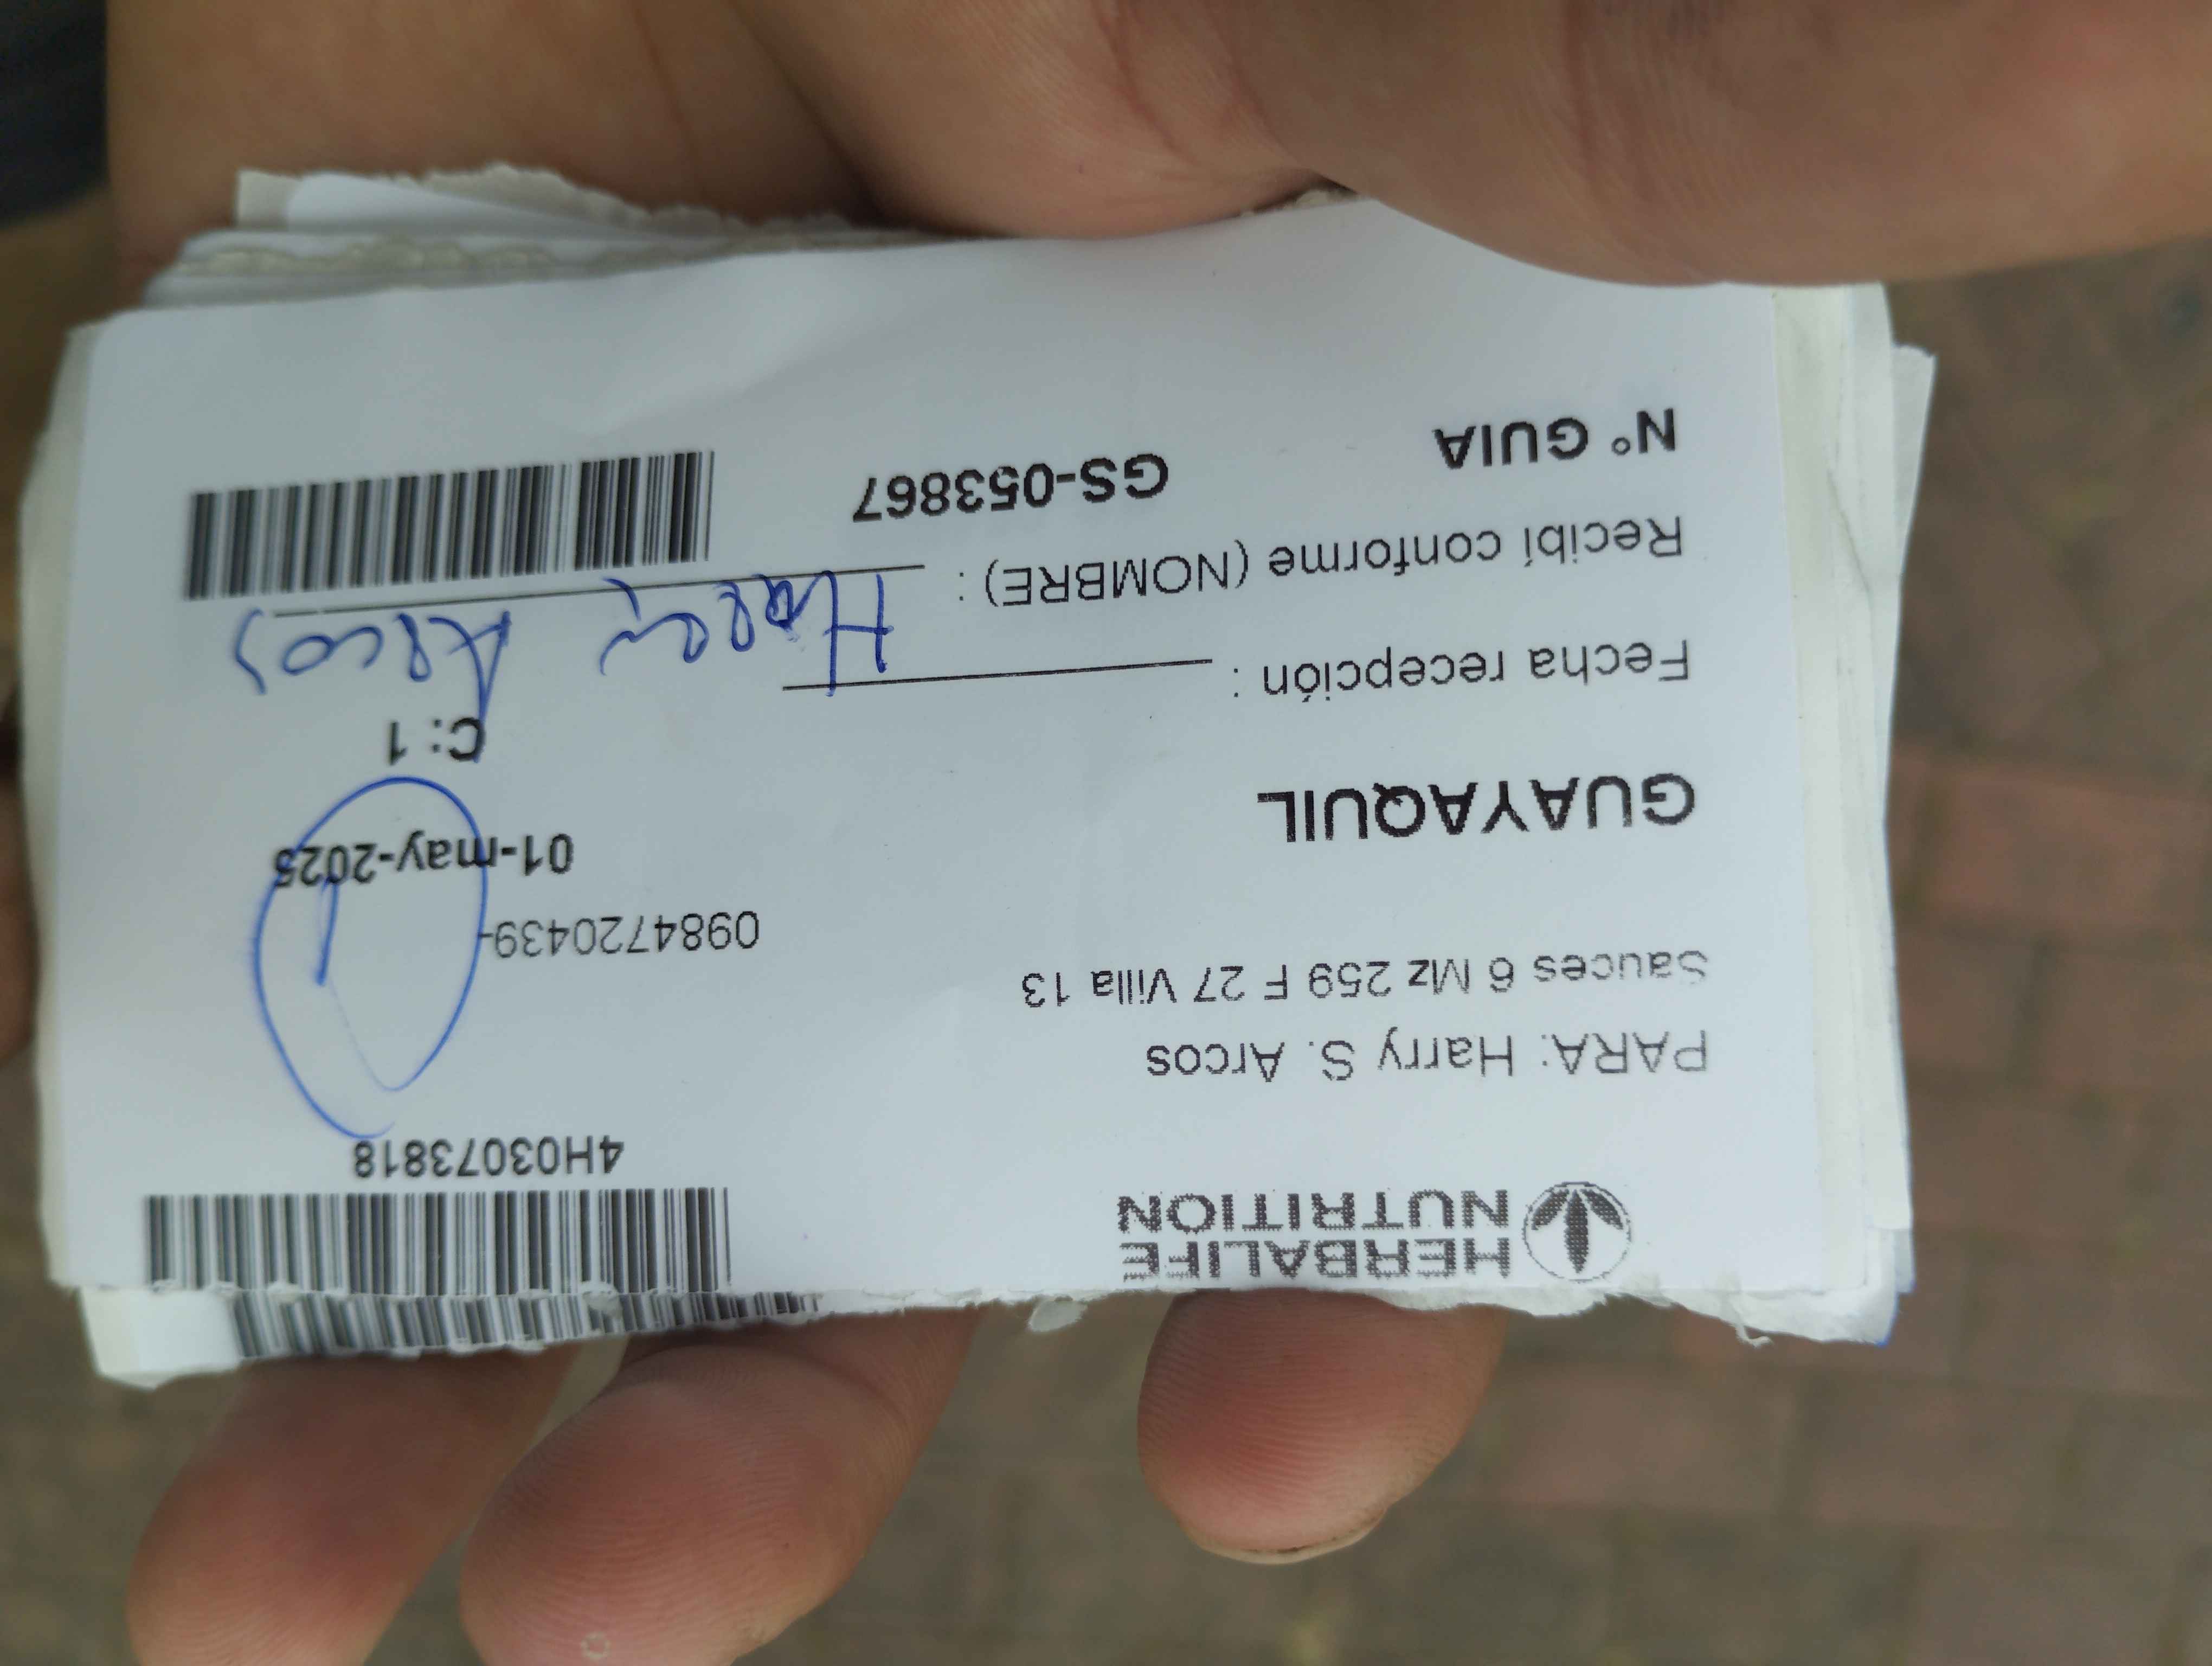 HERBALIFE
NUTRITION
4H03073818
PARA: Harry S. Arcos
Sauces 6 Mz 259 F 27 Villa 13
0984720439-
01-may-2025
GUAYAQUIL
C: 1
Fecha recepción :
Harry Arcos
Recibí conforme (NOMBRE) :
N° GUIA GS-053867